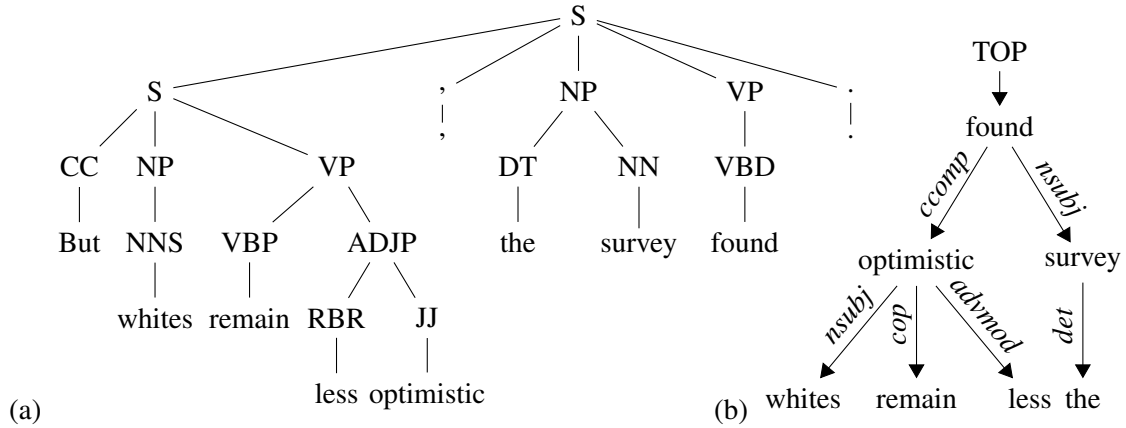 S
TOP
S , NP VP .
, .
found
CC NP VP DT NN VBD
ccomp nsubj
But NNS VBP ADJP the survey found
optimistic survey
whites remain RBR JJ
nsubj cop advmod det
less optimistic
whites remain less the
(a) (b)